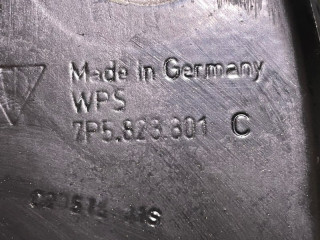 Made In Germany
WPS
7P5.823.301 C